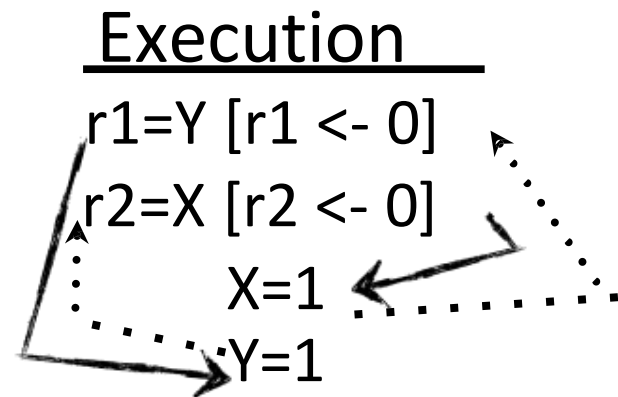 Execution
r1=Y [r1 <- 0]
r2=X [r2 <- 0]
X=1
Y=1